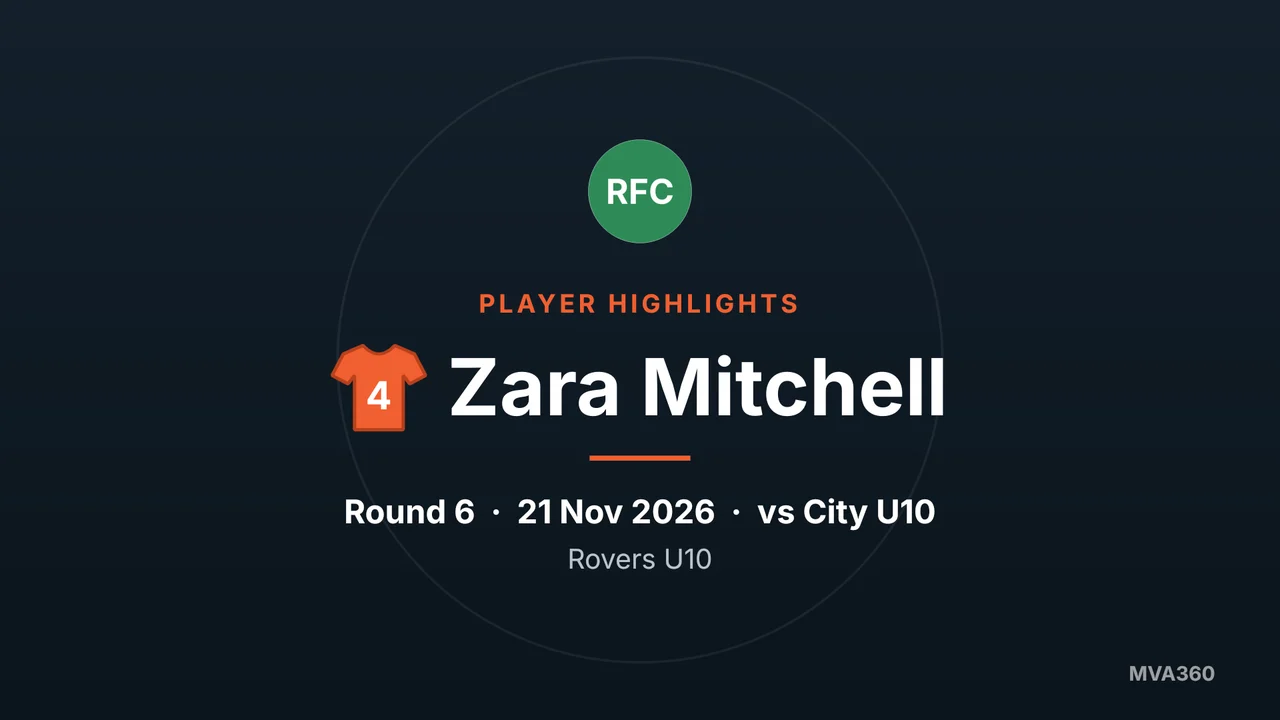 RFC
PLAYER HIGHLIGHTS
4 Zara Mitchell
Round 6 · 21 Nov 2026 · vs City U10
Rovers U10
MVA360